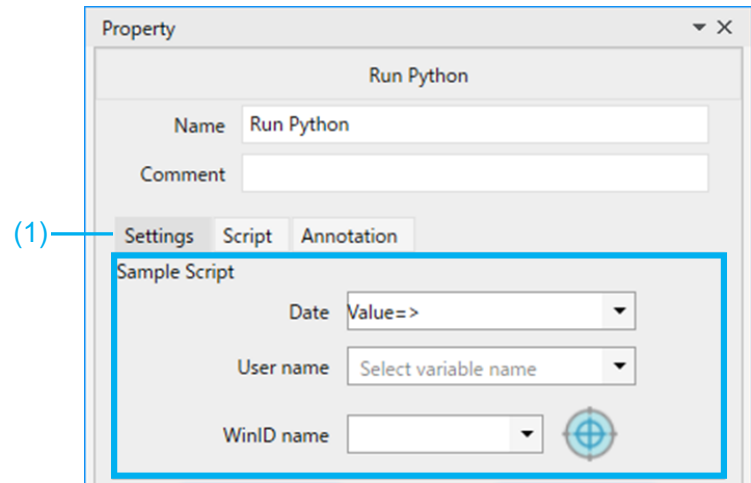 Property
Run Python
Name Run Python
Comment
(1)
Settings Script Annotation
Sample Script
Date Value=>
User name Select variable name
WinID name